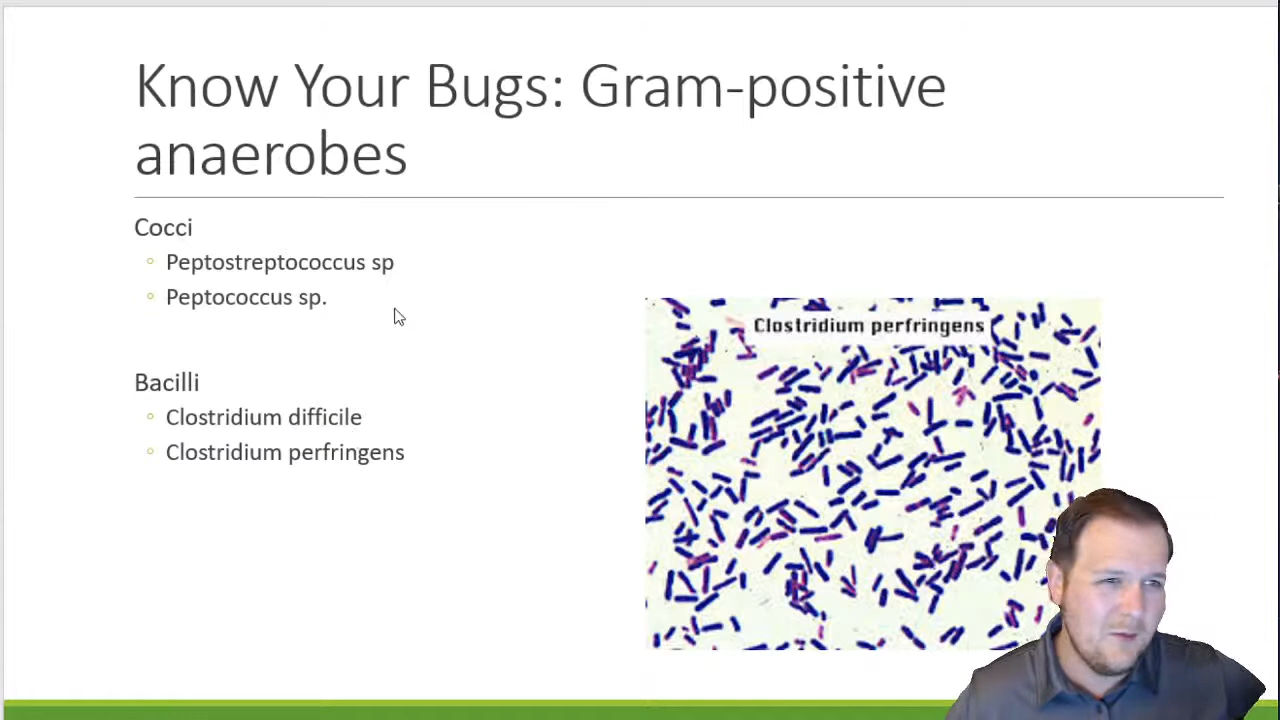 Know Your Bugs: Gram-positive
anaerobes
Cocci
Peptostreptococcus sp
Peptococcus sp.
Clostridium perfringens
Bacilli
Clostridium difficile
Clostridium perfringens